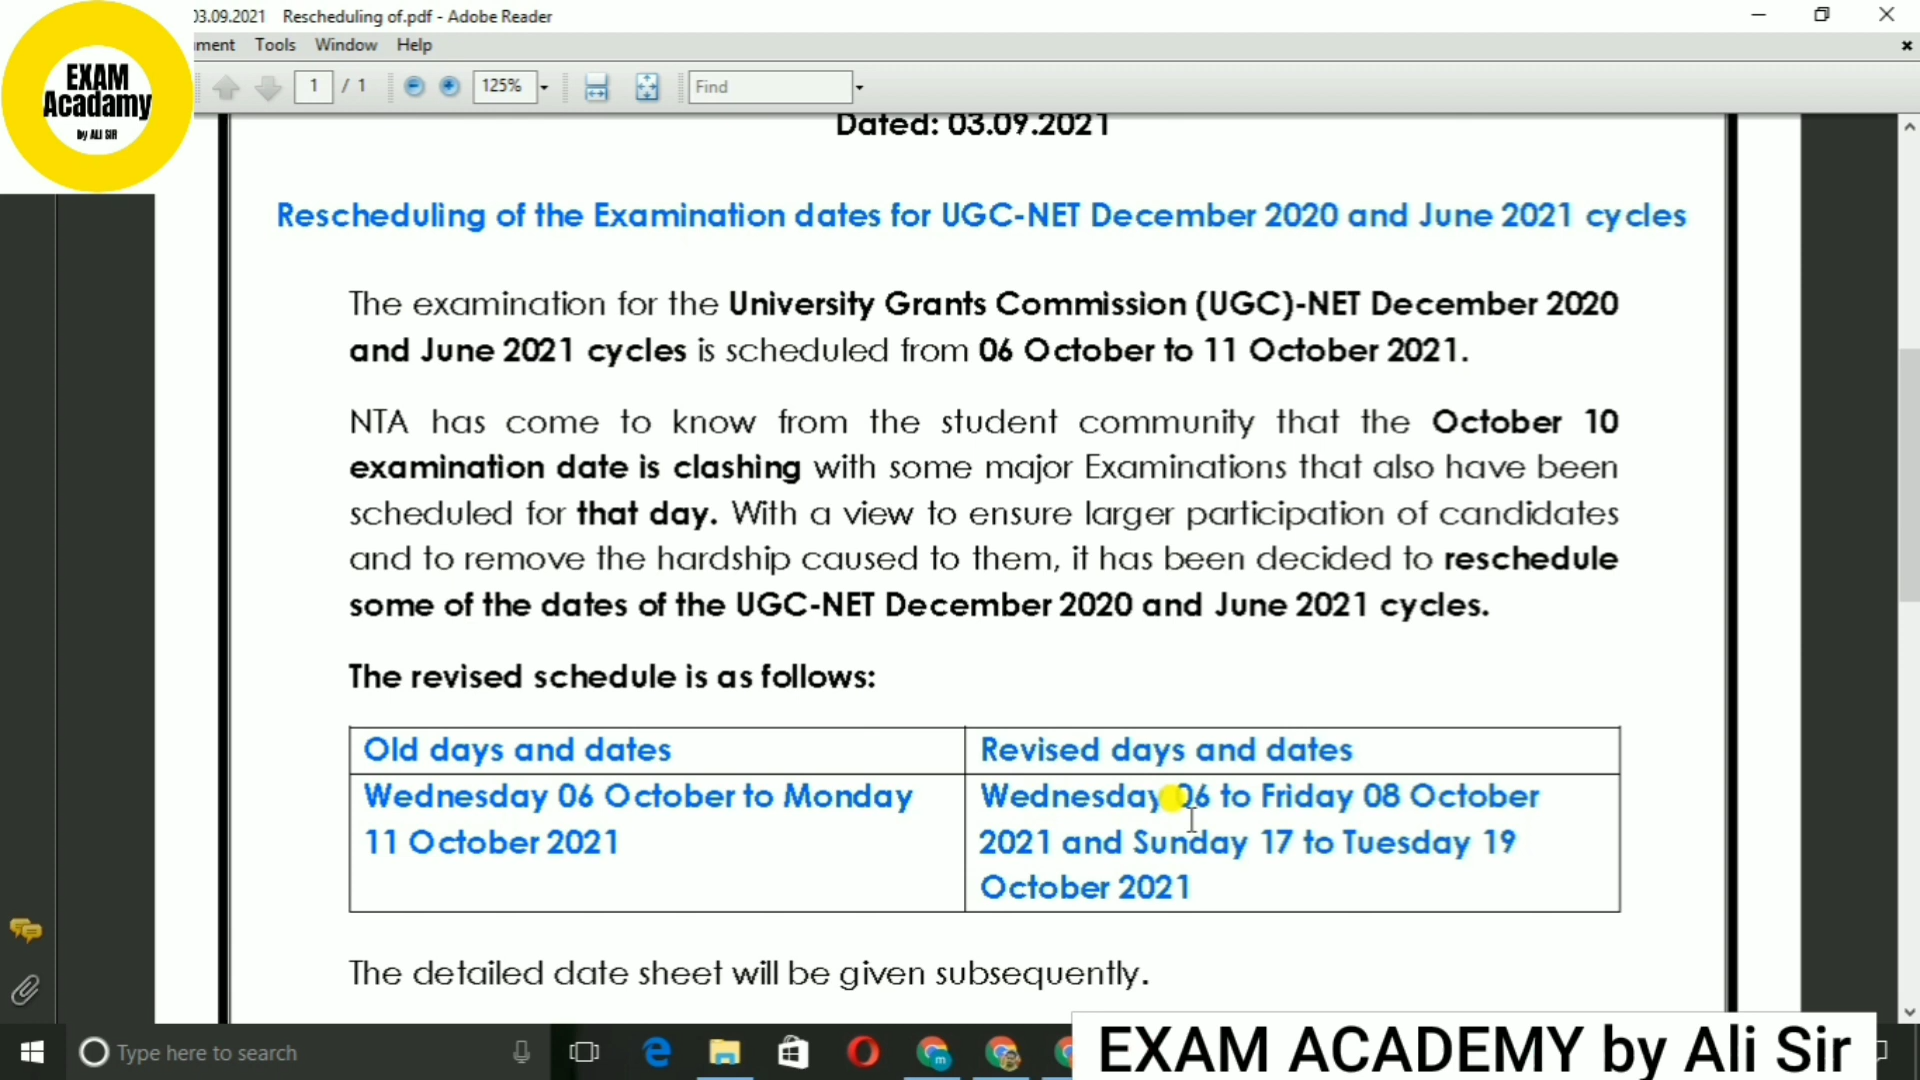 03.09.2021 Rescheduling of.pdf - Adobe Reader
EXAM
Acadamy
by ALI SIR
ment Tools Window Help
1 / 1 125% Find
Dated: 03.09.2021
Rescheduling of the Examination dates for UGC-NET December 2020 and June 2021 cycles
The examination for the University Grants Commission (UGC)-NET December 2020
and June 2021 cycles is scheduled from 06 October to 11 October 2021.
NTA has come to know from the student community that the October 10
examination date is clashing with some major Examinations that also have been
scheduled for that day. With a view to ensure larger participation of candidates
and to remove the hardship caused to them, it has been decided to reschedule
some of the dates of the UGC-NET December 2020 and June 2021 cycles.
The revised schedule is as follows:
Old days and dates
Revised days and dates
Wednesday 06 October to Monday
11 October 2021
Wednesday 06 to Friday 08 October
2021 and Sunday 17 to Tuesday 19
October 2021
The detailed date sheet will be given subsequently.
Type here to search
EXAM ACADEMY by Ali Sir